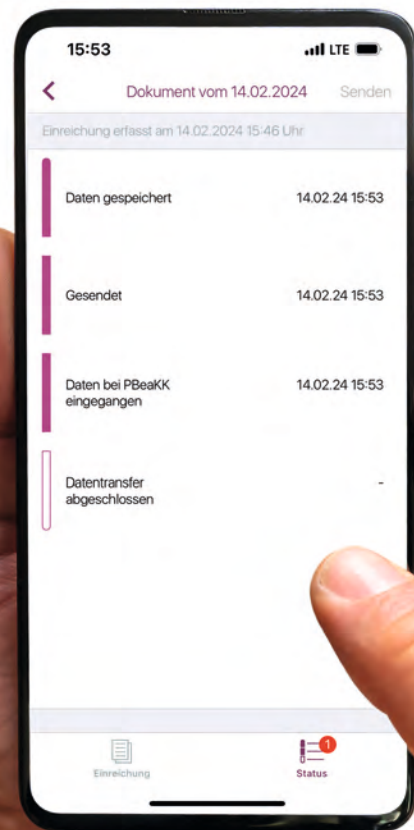 15:53
LTE
Dokument vom 14.02.2024 Senden
Einreichung erfasst am 14.02.2024 15:46 Uhr
Daten gespeichert 14.02.24 15:53
Gesendet 14.02.24 15:53
Daten bei PBeaKK 14.02.24 15:53
eingegangen
Datentransfer -
abgeschlossen
1
Einreichung Status